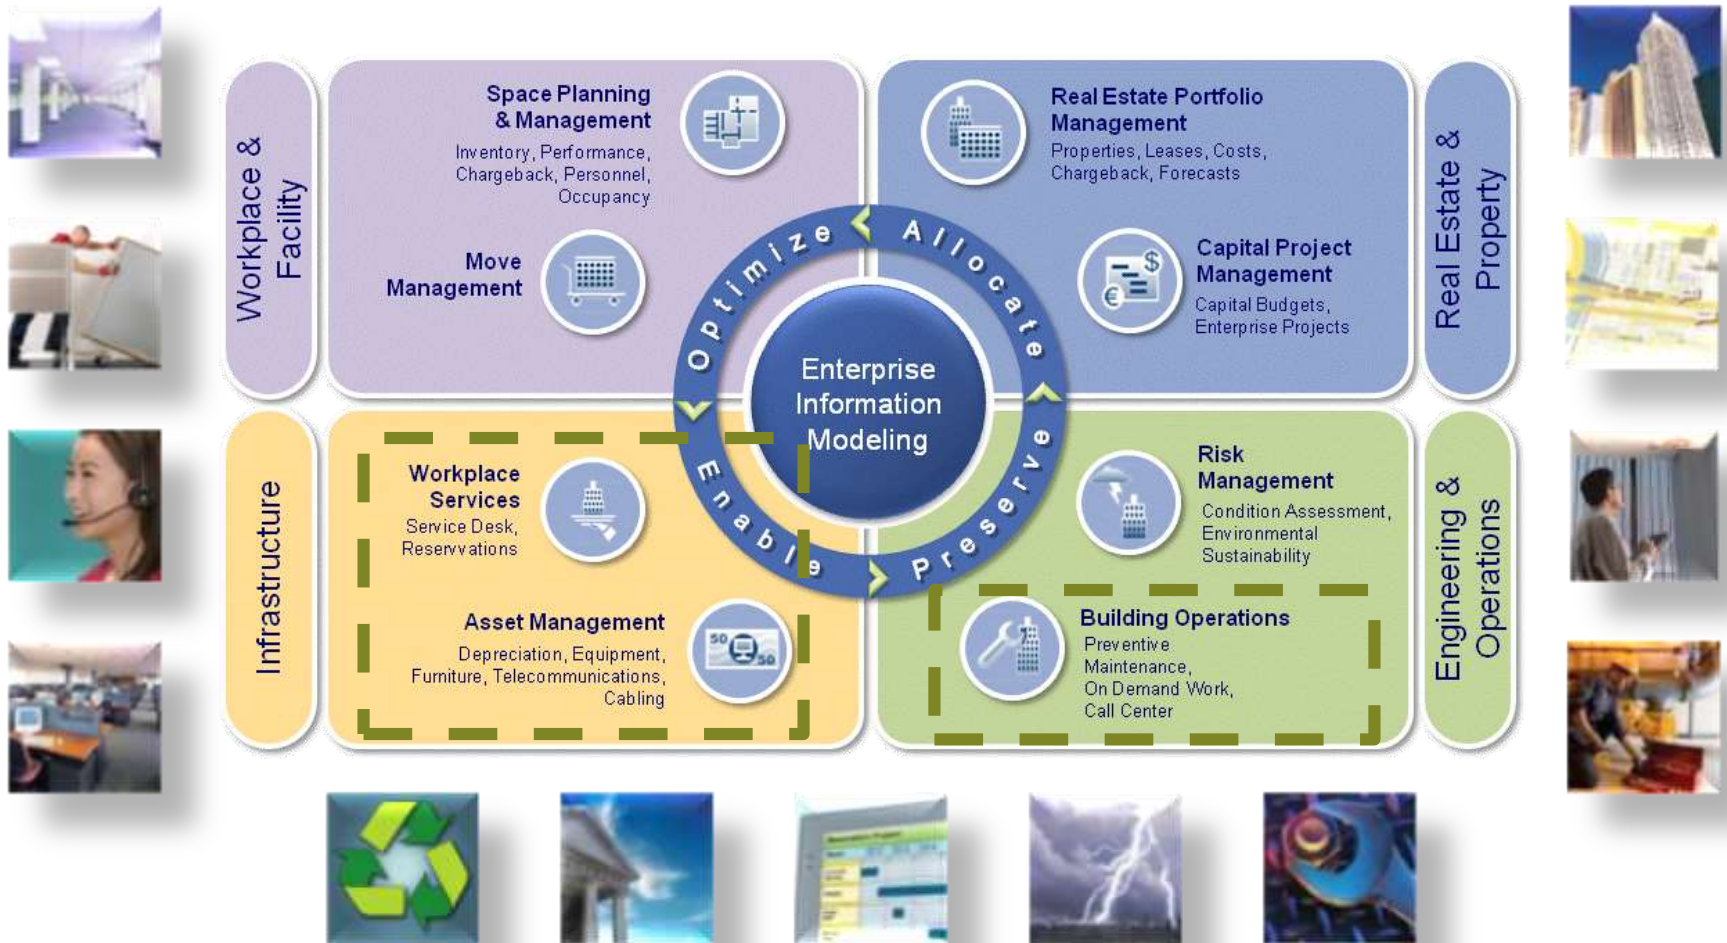 Workplace &
Facility
Space Planning
& Management
Inventory, Performance,
Chargeback, Personnel,
Occupancy
Move
Management
Real Estate Portfolio
Management
Properties, Leases, Costs,
Chargeback, Forecasts
Capital Project
Management
Capital Budgets,
Enterprise Projects
Real Estate &
Property
Optimize
Allocate
Enable
Preserve
Enterprise
Information
Modeling
Infrastructure
Workplace
Services
Service Desk,
Reservvations
Asset Management
Depreciation, Equipment,
Furniture, Telecommunications,
Cabling
50
50
Risk
Management
Condition Assessment,
Environmental
Sustainability
Building Operations
Preventive
Maintenance,
On Demand Work,
Call Center
Engineering &
Operations
$
€